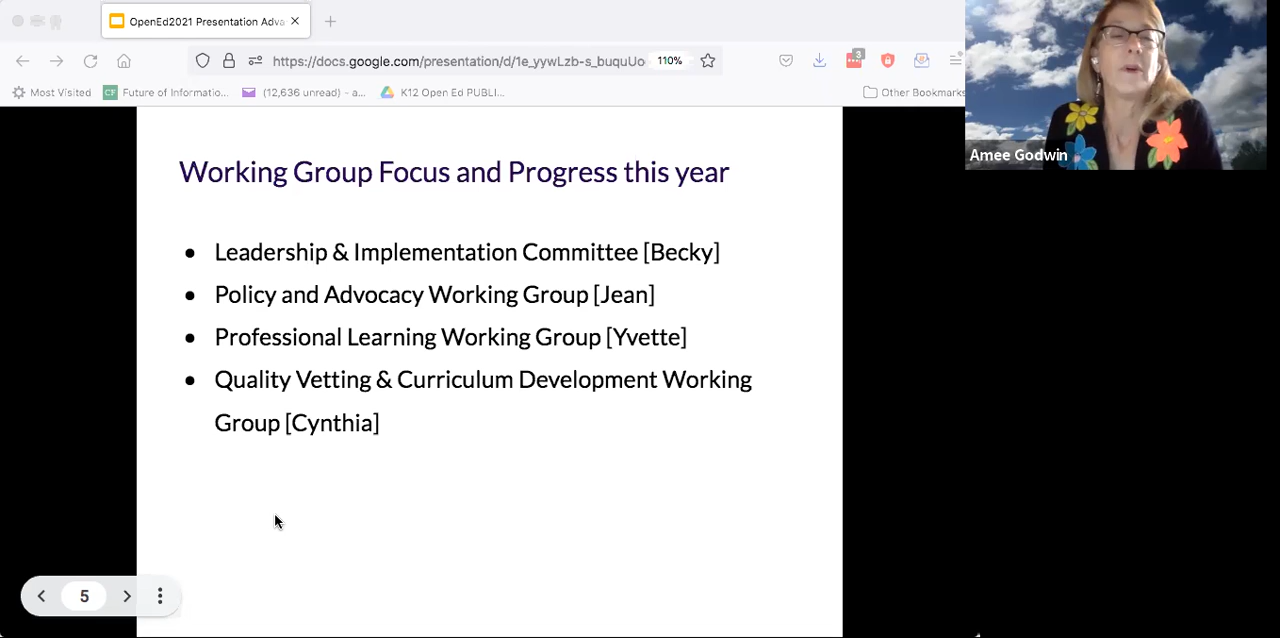 OpenEd2021 Presentation Adva
https://docs.google.com/presentation/d/1e_yywLzb-s_buquUo
110%
3
Most Visited
CF Future of Informatio...
(12,636 unread) - a...
K12 Open Ed PUBLI...
Other Bookmarks
Amee Godwin
Working Group Focus and Progress this year
• Leadership & Implementation Committee [Becky]
• Policy and Advocacy Working Group [Jean]
• Professional Learning Working Group [Yvette]
• Quality Vetting & Curriculum Development Working
Group [Cynthia]
5